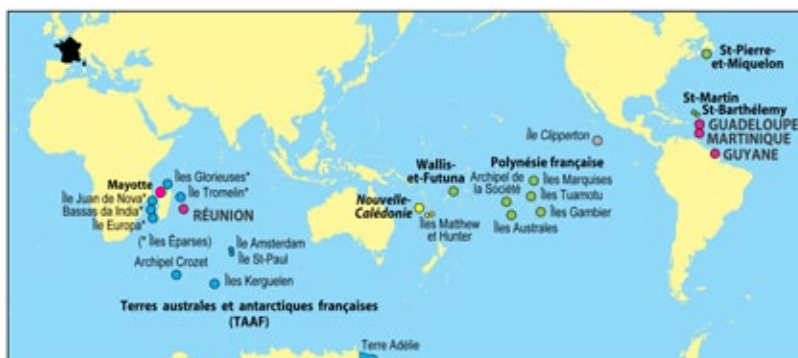 St-Pierre-
et-Miquelon
St-Martin
St-Barthélemy
GUADELOUPE
MARTINIQUE
GUYANE
Île Clipperton
Wallis-
et-Futuna
Polynésie française
Archipel de
la Société
Îles Marquises
Îles Tuamotu
Îles Gambier
Îles Australes
Nouvelle-
Calédonie
Îles Matthew
et Hunter
Mayotte
Îles Glorieuses*
Île Juan de Nova*
Île Tromelin*
Bassas da India*
RÉUNION
Île Europa*
(* Îles Éparses)
Île Amsterdam
Île St-Paul
Archipel Crozet
Îles Kerguelen
Terres australes et antarctiques françaises
(TAAF)
Terre Adélie